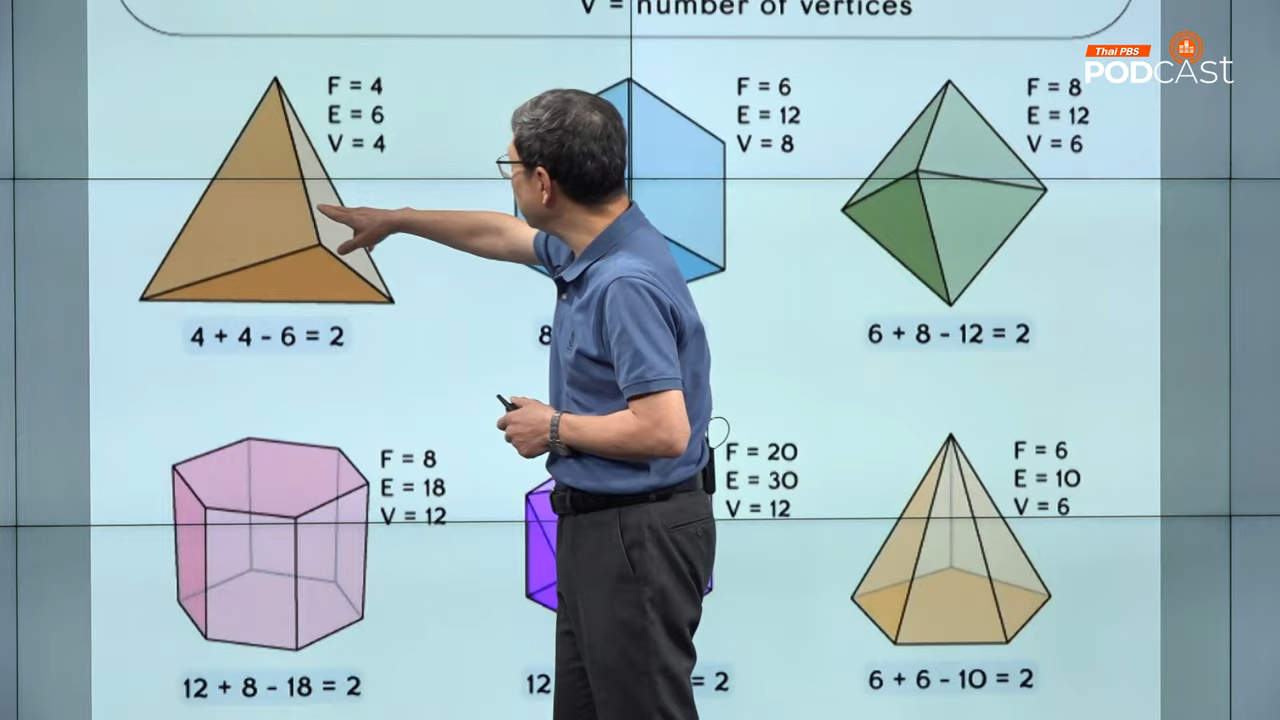 V = number of vertices
Thai PBS
PODCAST
F = 4
E = 6
V = 4
4 + 4 - 6 = 2
F = 6
E = 12
V = 8
8
F = 8
E = 12
V = 6
6 + 8 - 12 = 2
F = 8
E = 18
V = 12
12 + 8 - 18 = 2
F = 20
E = 30
V = 12
12 = 2
F = 6
E = 10
V = 6
6 + 6 - 10 = 2